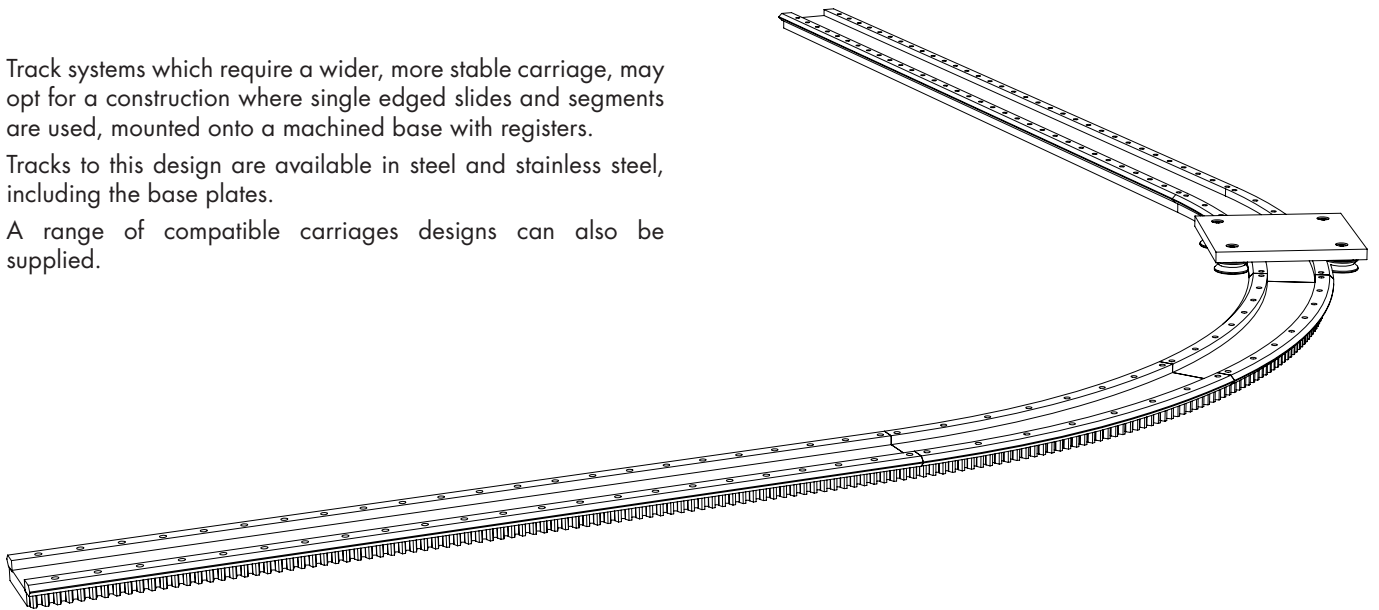 Track systems which require a wider, more stable carriage, may
opt for a construction where single edged slides and segments
are used, mounted onto a machined base with registers.
Tracks to this design are available in steel and stainless steel,
including the base plates.
A range of compatible carriages designs can also be
supplied.